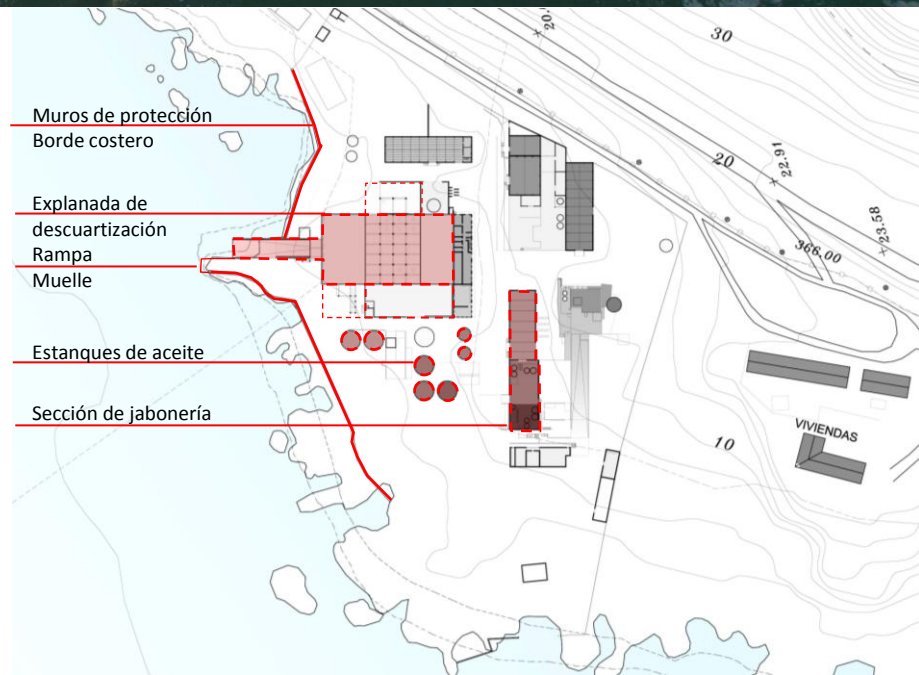 Muros de protección
Borde costero
Explanada de
descuartización
Rampa
Muelle
Estanques de aceite
Sección de jabonería
30
20
22.91
23.58
366.00
10
VIVIENDAS